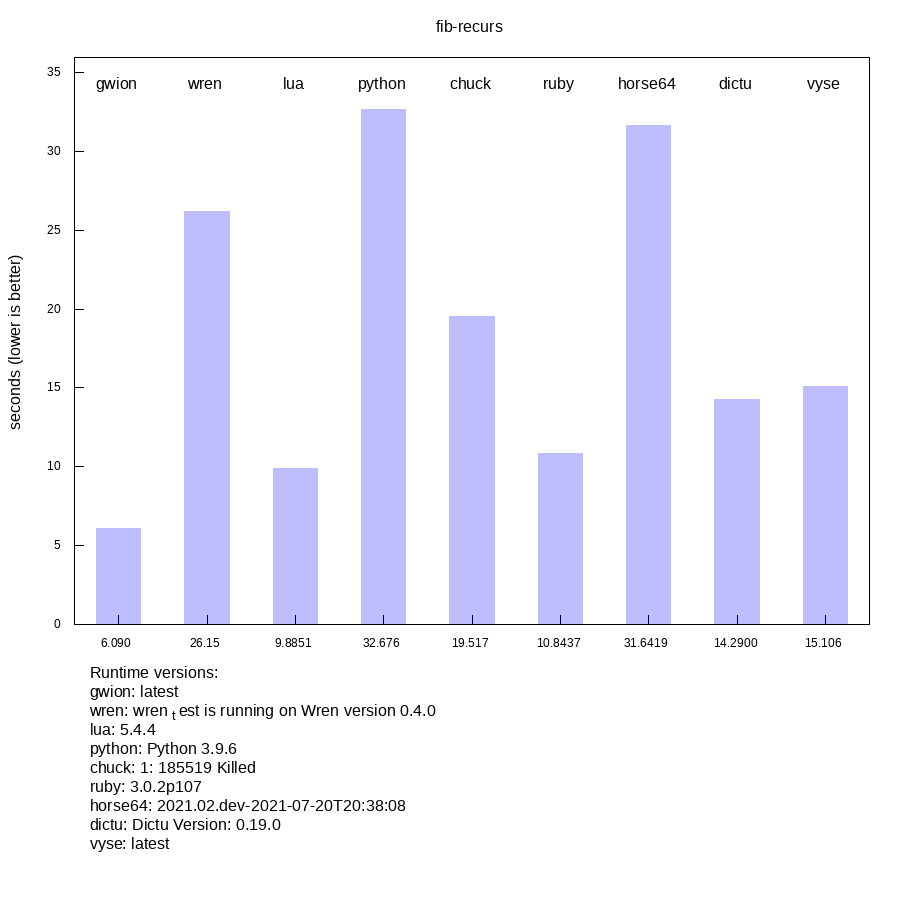 fib-recurs
35
gwion wren lua python chuck ruby horse64 dictu vyse
30
25
20
seconds (lower is better)
15
10
5
0
6.090 26.15 9.8851 32.676 19.517 10.8437 31.6419 14.2900 15.106
Runtime versions:
gwion: latest
wren: wren t est is running on Wren version 0.4.0
lua: 5.4.4
python: Python 3.9.6
chuck: 1: 185519 Killed
ruby: 3.0.2p107
horse64: 2021.02.dev-2021-07-20T20:38:08
dictu: Dictu Version: 0.19.0
vyse: latest